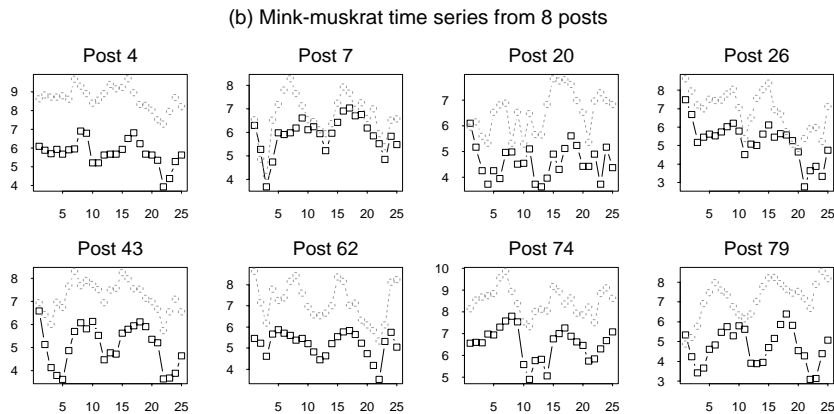 (b) Mink-muskrat time series from 8 posts
Post 4 Post 7 Post 20 Post 26
9 8 7 8
8 7 6 7
7 6 5 6
6 5 4 5
5 4 4
4 3
5 10 15 20 25 5 10 15 20 25 5 10 15 20 25 5 10 15 20 25
Post 43 Post 62 Post 74 Post 79
8 8 10 8
7 7 9 7
6 6 8 6
5 5 7 5
4 4 6 4
5 3
5 10 15 20 25 5 10 15 20 25 5 10 15 20 25 5 10 15 20 25